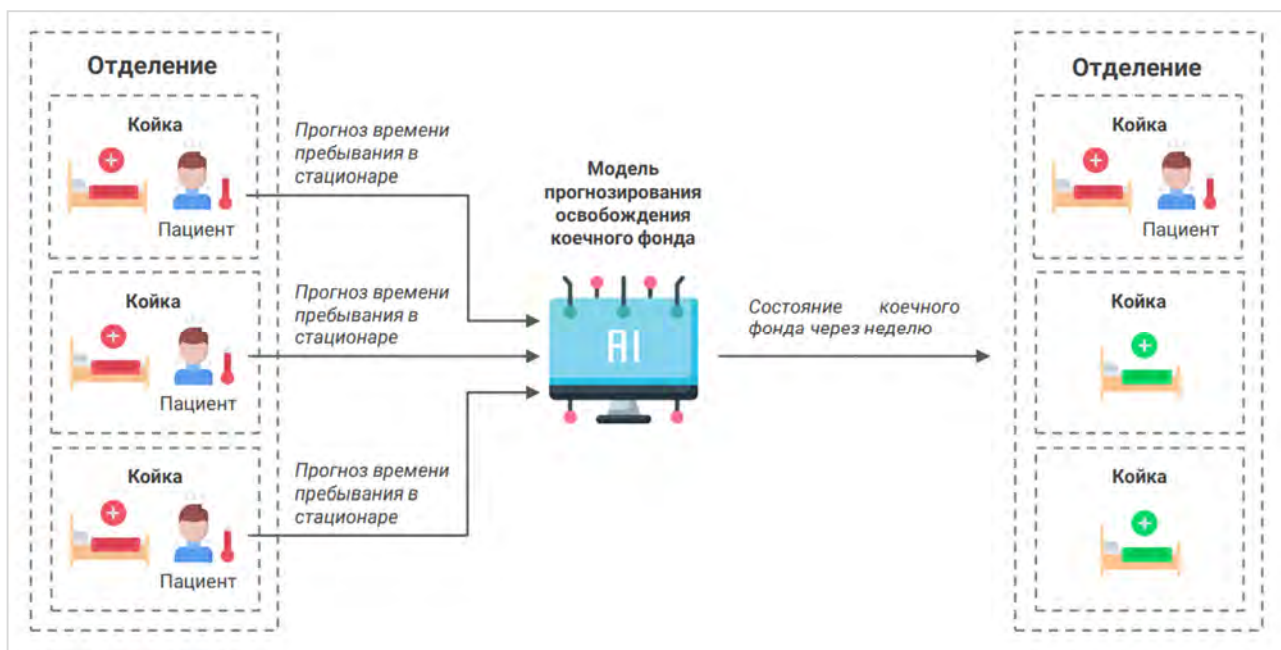 Отделение
Койка
Пациент
Койка
Пациент
Койка
Пациент
Прогноз времени
пребывания в
стационаре
Прогноз времени
пребывания в
стационаре
Прогноз времени
пребывания в
стационаре
Модель
прогнозирования
освобождения
коечного фонда
AI
Состояние коечного
фонда через неделю
Отделение
Койка
Пациент
Койка
Койка